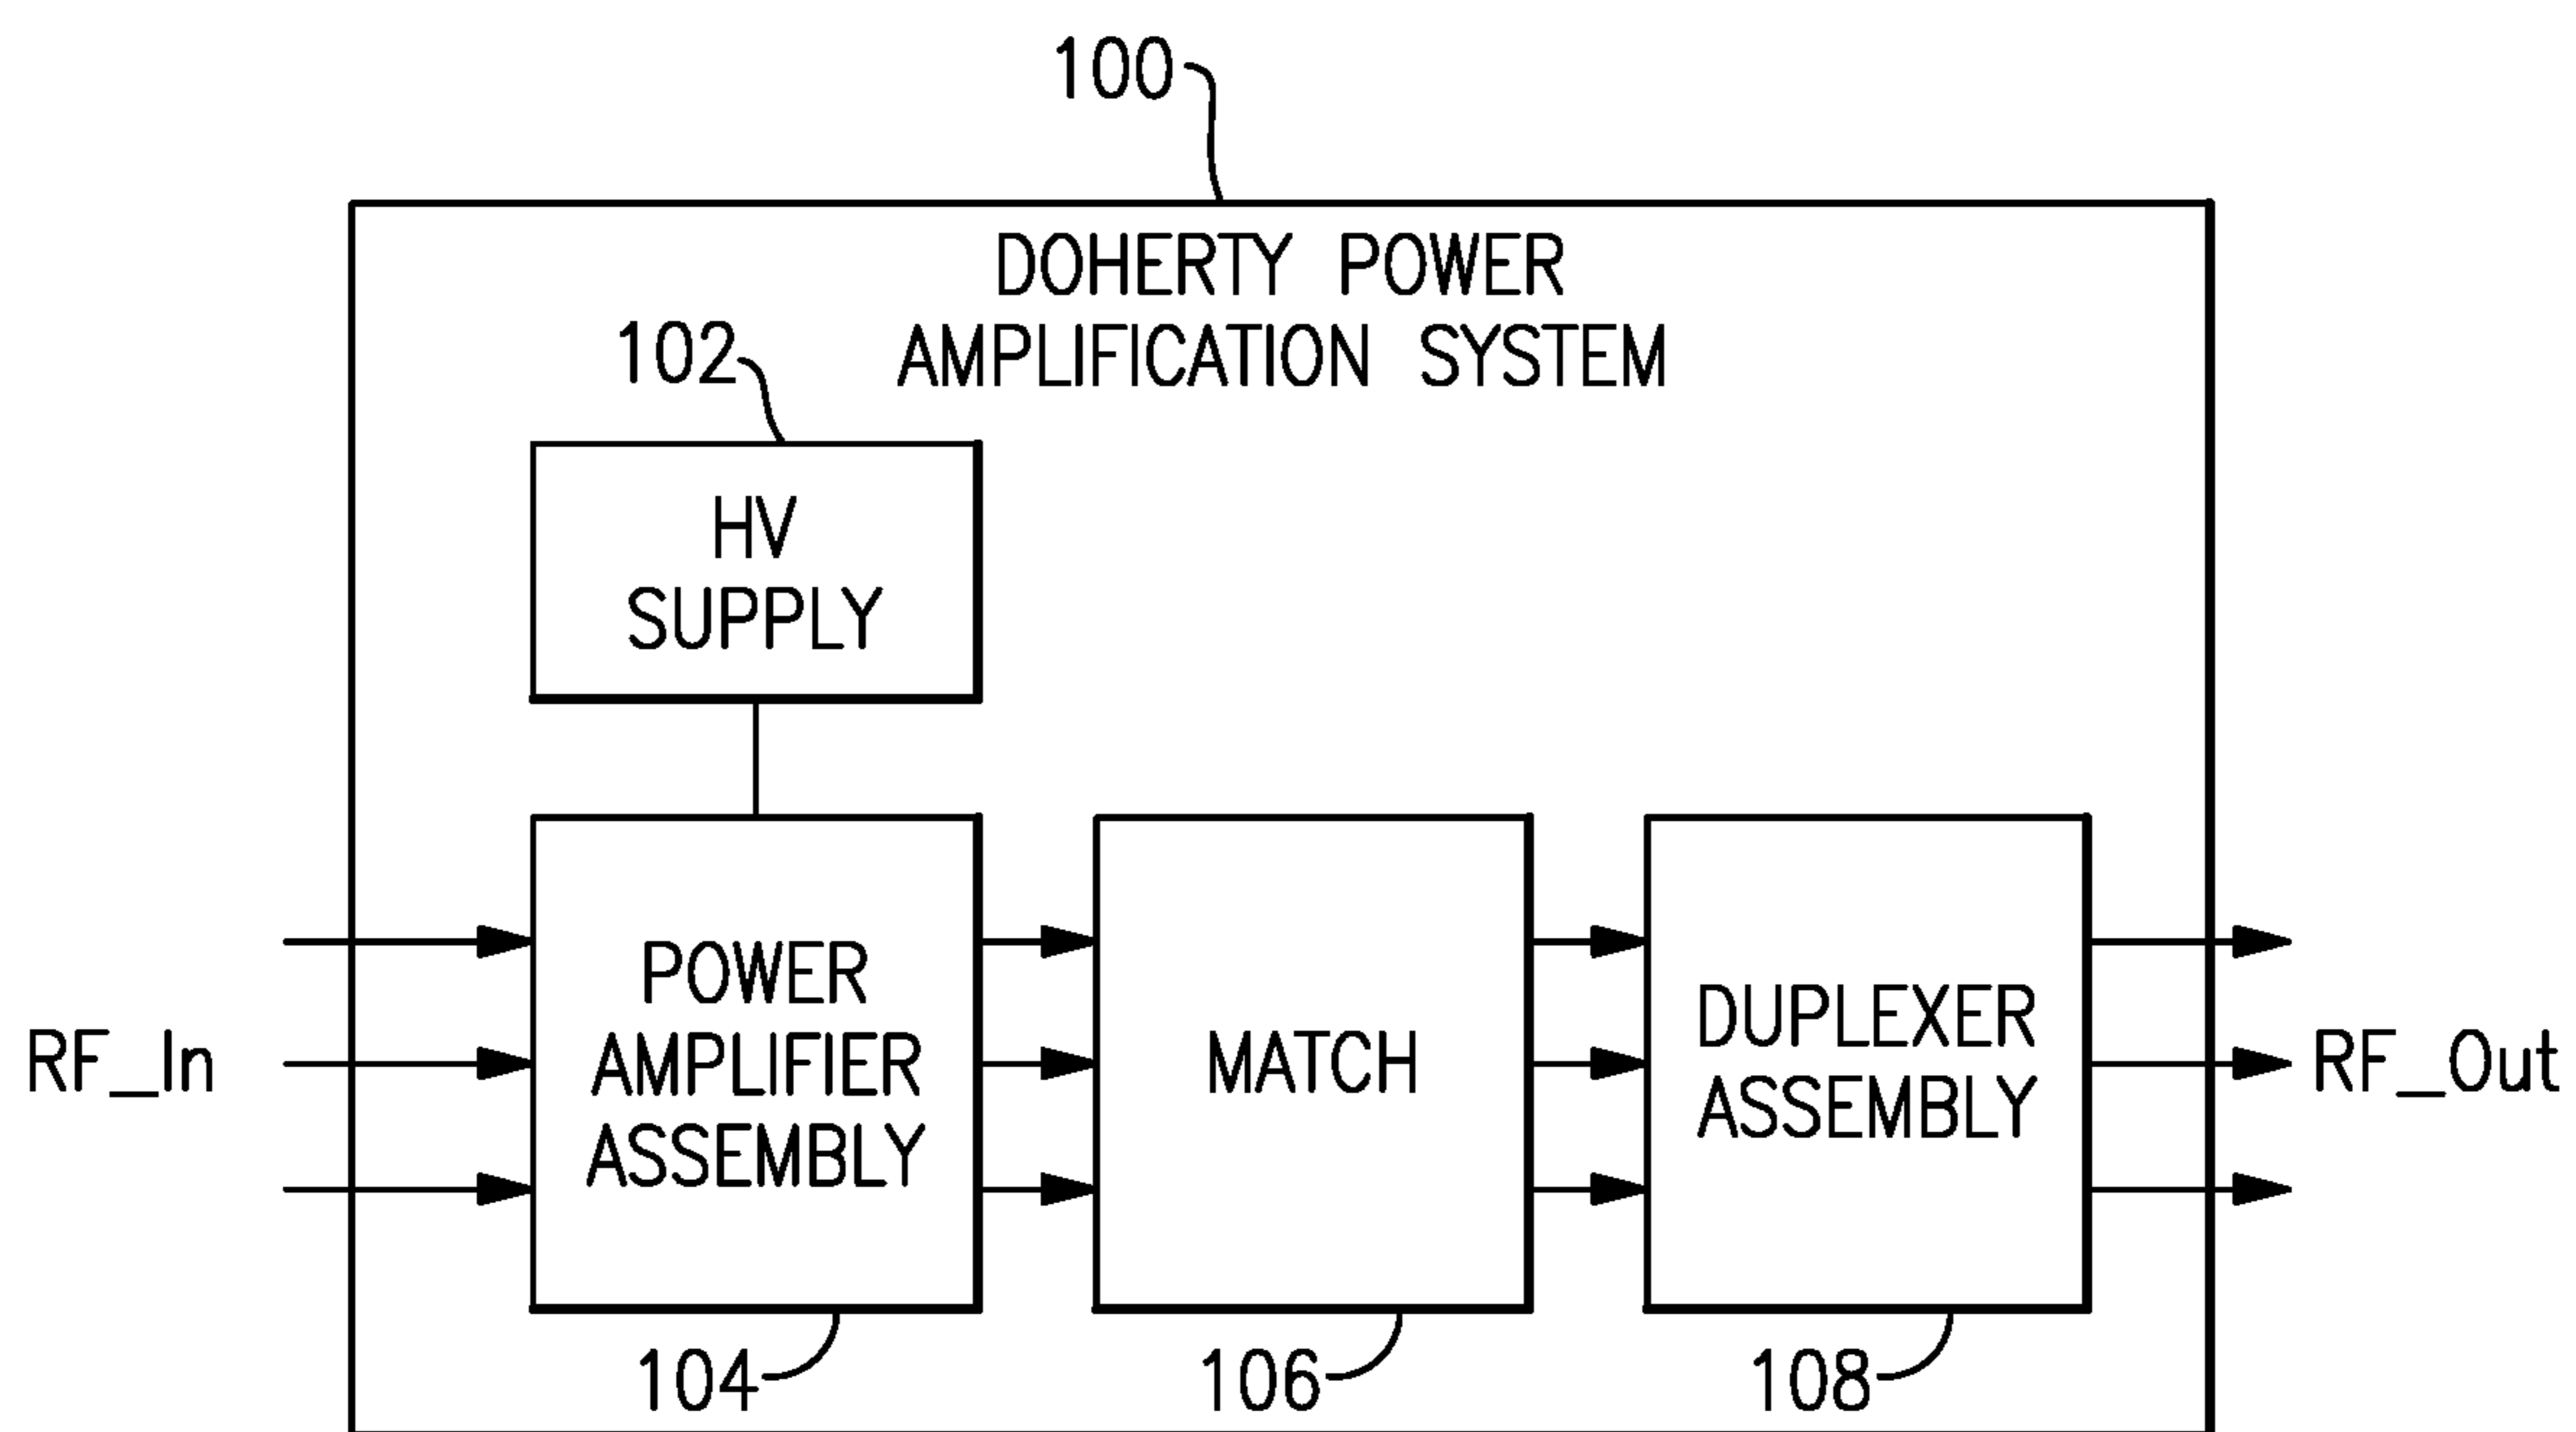 100
DOHERTY POWER
AMPLIFICATION SYSTEM
102
HV
SUPPLY
RF_In
POWER
AMPLIFIER
ASSEMBLY
MATCH
DUPLEXER
ASSEMBLY
RF_Out
104
106
108